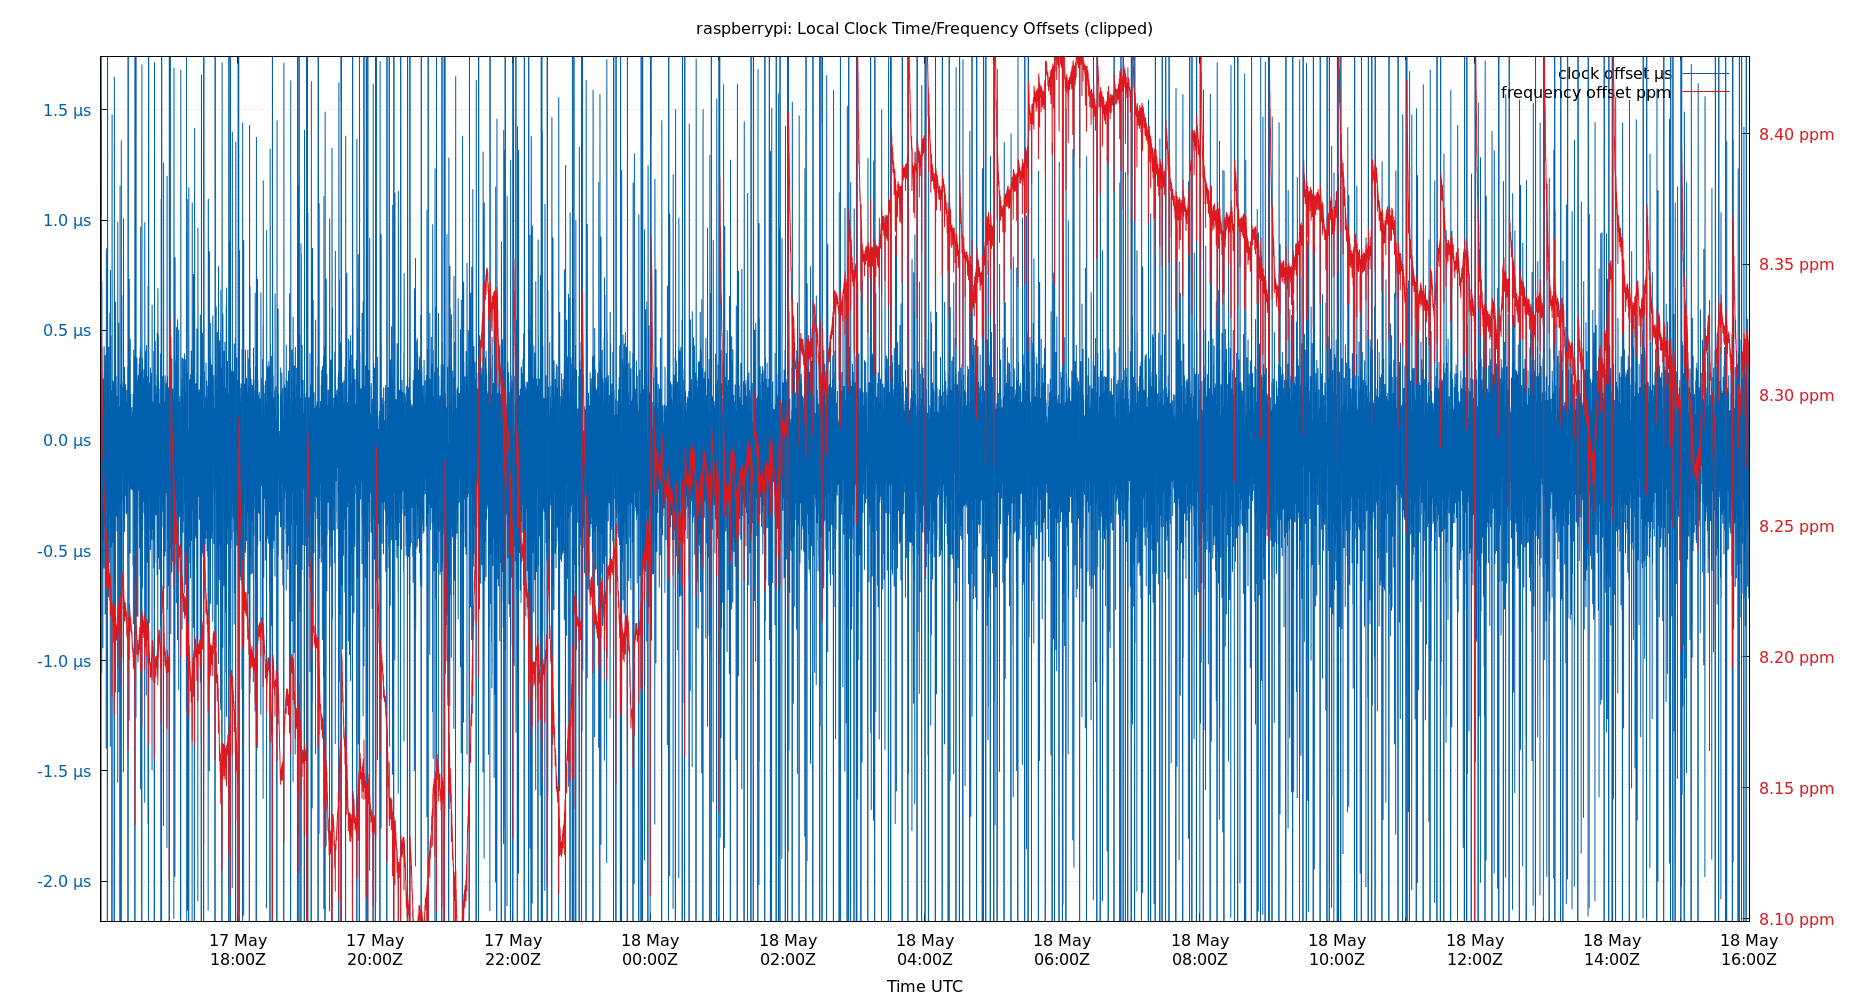 raspberrypi: Local Clock Time/Frequency Offsets (clipped)
clock offset µs
frequency offset ppm
1.5 µs
1.0 µs
0.5 µs
0.0 µs
-0.5 µs
-1.0 µs
-1.5 µs
-2.0 µs
8.40 ppm
8.35 ppm
8.30 ppm
8.25 ppm
8.20 ppm
8.15 ppm
8.10 ppm
17 May 17 May 17 May 18 May 18 May 18 May 18 May 18 May 18 May 18 May 18 May 18 May
18:00Z 20:00Z 22:00Z 00:00Z 02:00Z 04:00Z 06:00Z 08:00Z 10:00Z 12:00Z 14:00Z 16:00Z
Time UTC